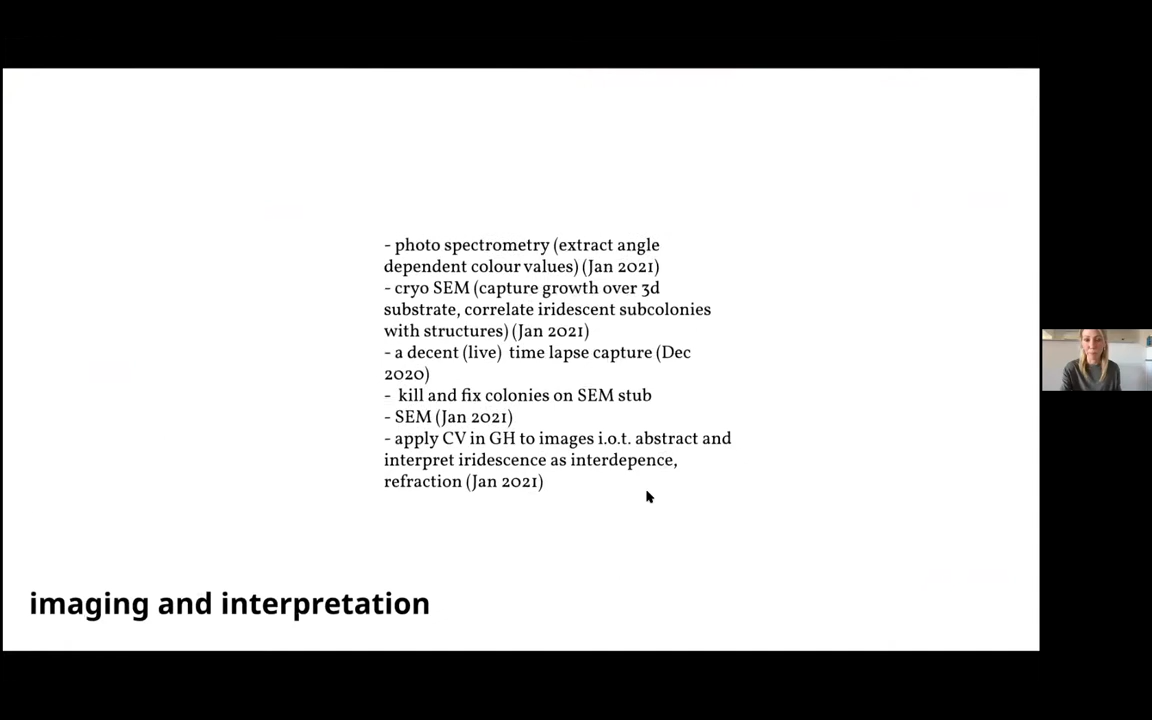 - photo spectrometry (extract angle
dependent colour values) (Jan 2021)
- cryo SEM (capture growth over 3d
substrate, correlate iridescent subcolonies
with structures) (Jan 2021)
- a decent (live)  time lapse capture (Dec
2020)
-  kill and fix colonies on SEM stub
- SEM (Jan 2021)
- apply CV in GH to images i.o.t. abstract and
interpret iridescence as interdepence,
refraction (Jan 2021)
imaging and interpretation